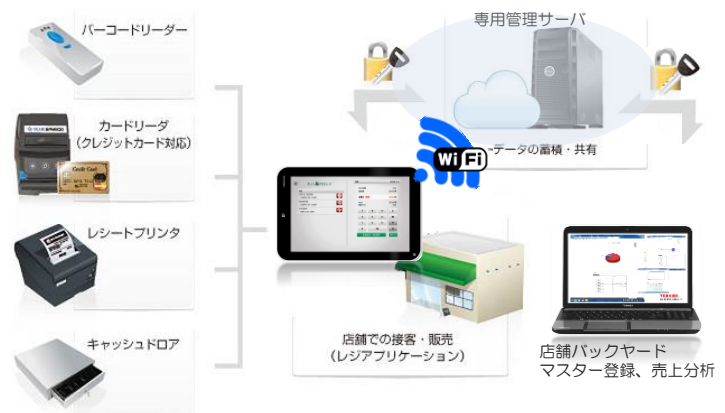 バーコードリーダー
カードリーダ
（クレジットカード対応）
Credit Card
レシートプリンタ
キャッシュドロア
専用管理サーバ
Wi Fi
データの蓄積・共有
店舗での接客・販売
（レジアプリケーション）
TOSHIBA
店舗バックヤード
マスター登録、売上分析